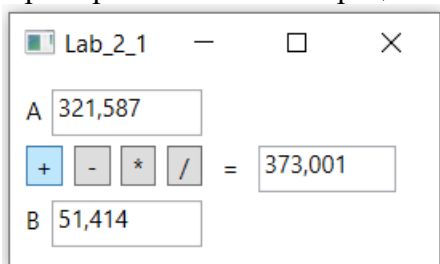 Lab_2_1
A 321,587
+ - * / = 373,001
B 51,414